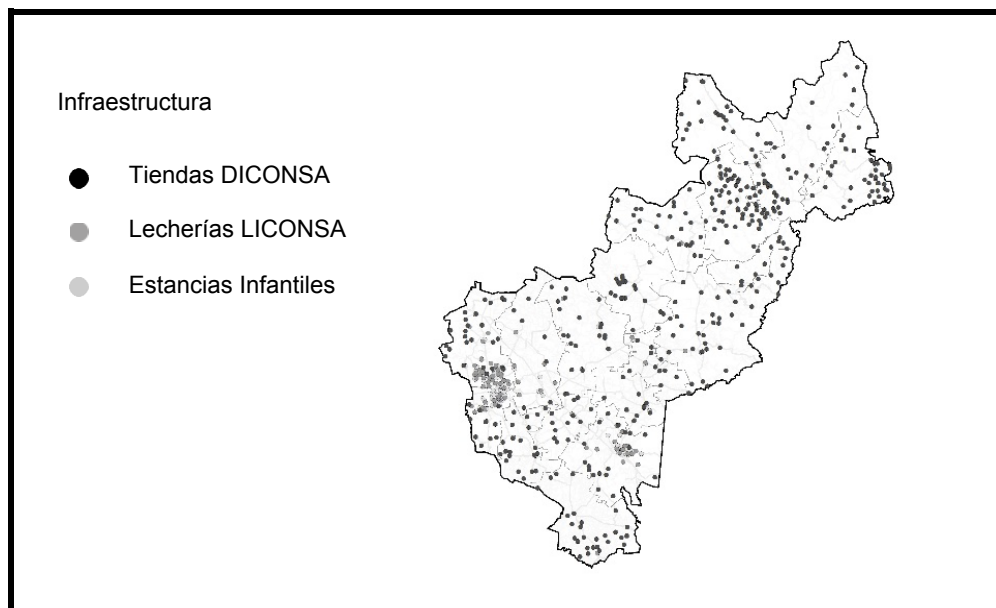 Infraestructura
Tiendas DICONSA
Lecherías LICONSA
Estancias Infantiles